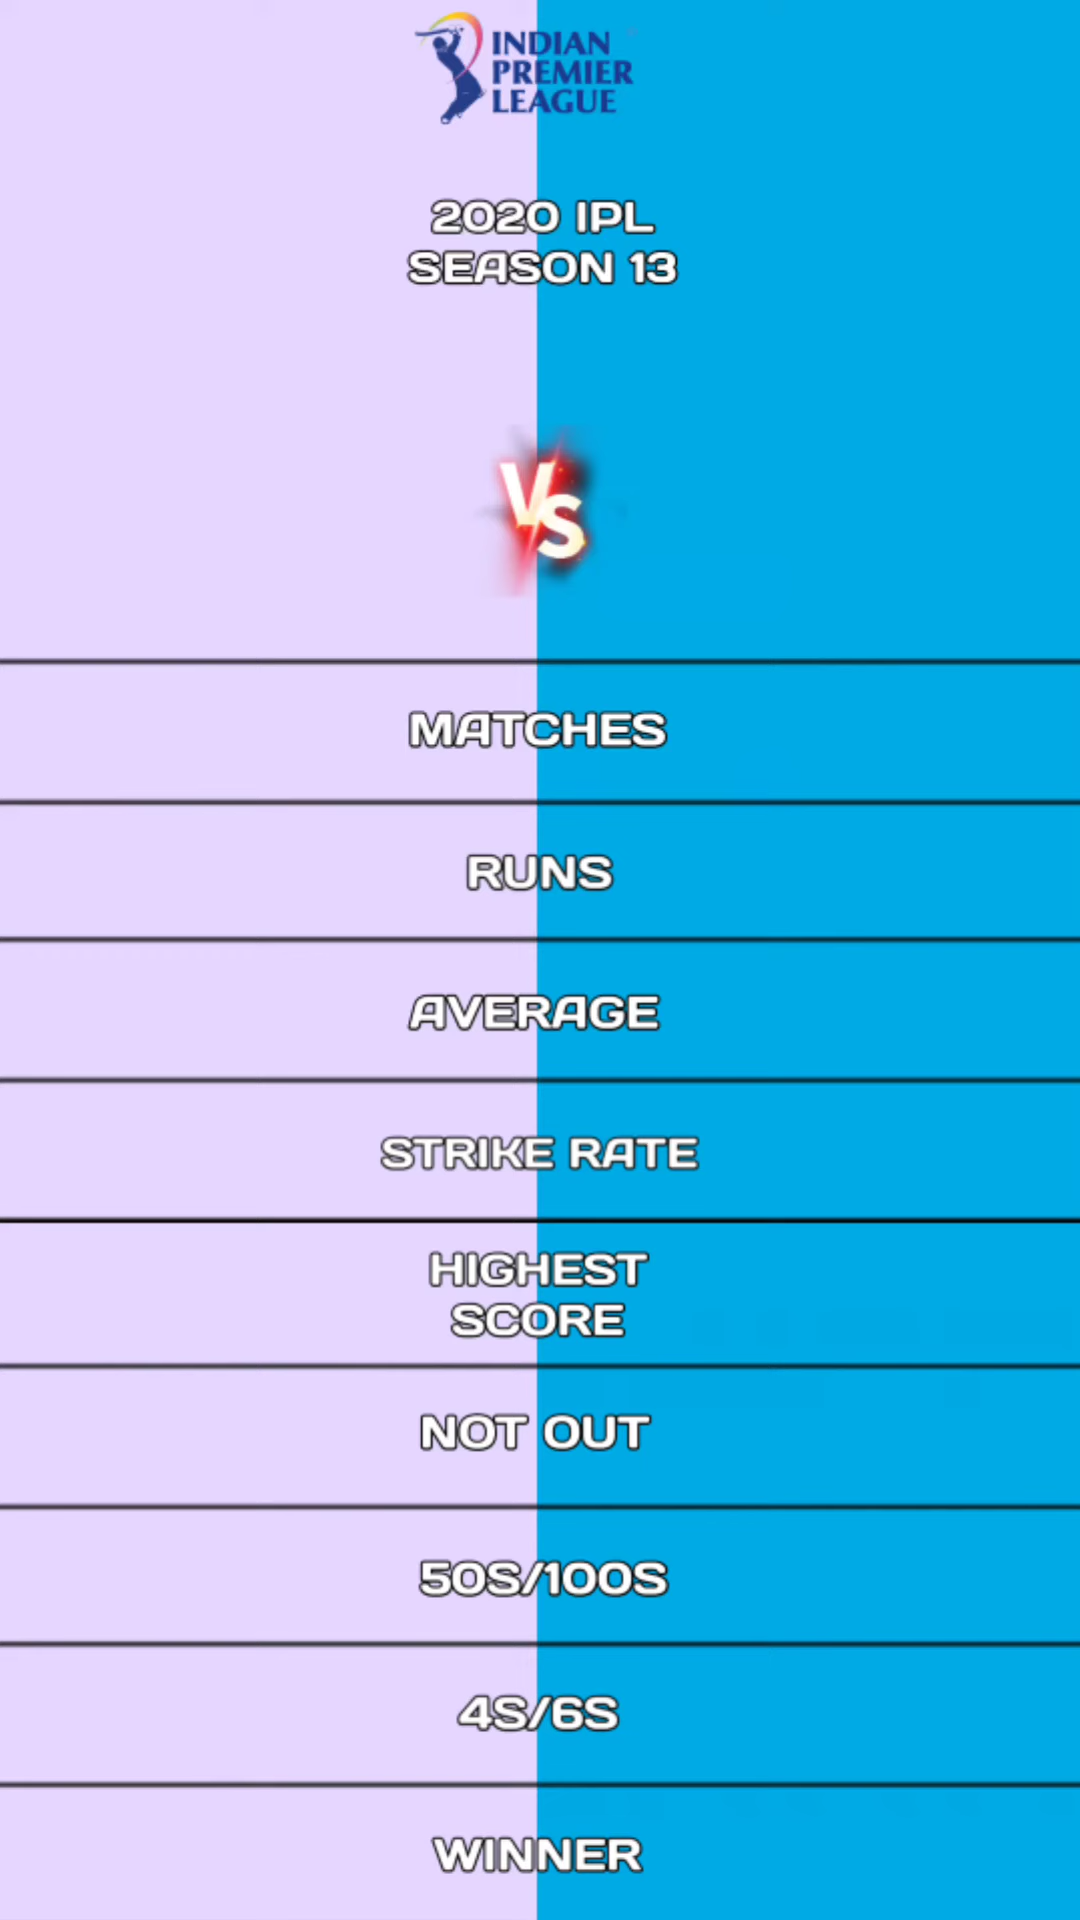 INDIAN
PREMIER
LEAGUE
2020 IPL
SEASON 13
VS
MATCHES
RUNS
AVERAGE
STRIKE RATE
HIGHEST
SCORE
NOT OUT
50S/100S
4S/6S
WINNER